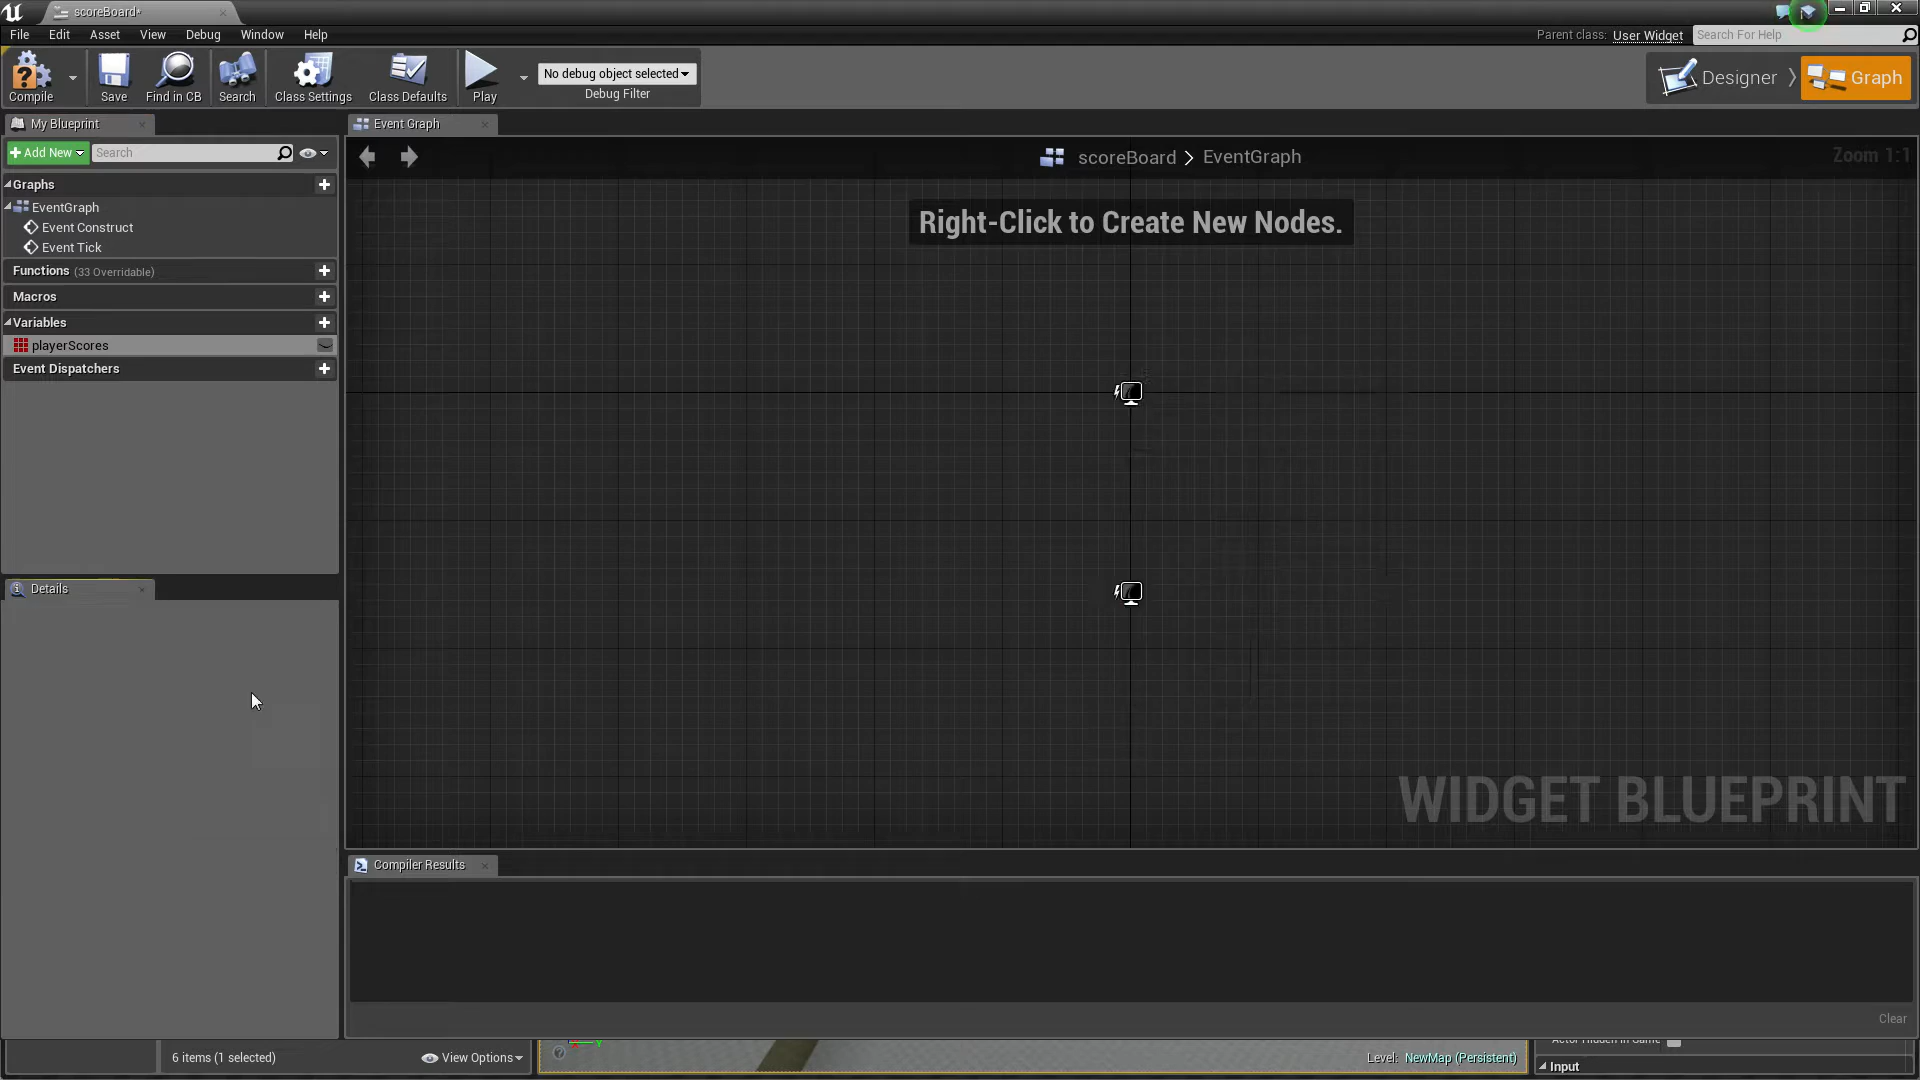 scoreBoard*
File Edit Asset View Debug Window Help
Parent class: User Widget
Search For Help
Compile
Save
Find in CB
Search
Class Settings
Class Defaults
Play
No debug object selected
Debug Filter
Designer
Graph
My Blueprint
Event Graph
Add New
Search
scoreBoard > EventGraph
Zoom 1:1
Graphs
EventGraph
Event Construct
Event Tick
Functions (33 Overridable)
Macros
Variables
playerScores
Event Dispatchers
Right-Click to Create New Nodes.
Details
WIDGET BLUEPRINT
Compiler Results
Clear
6 items (1 selected)
View Options
Level: NewMap (Persistent)
Actor Hidden In Game
Input